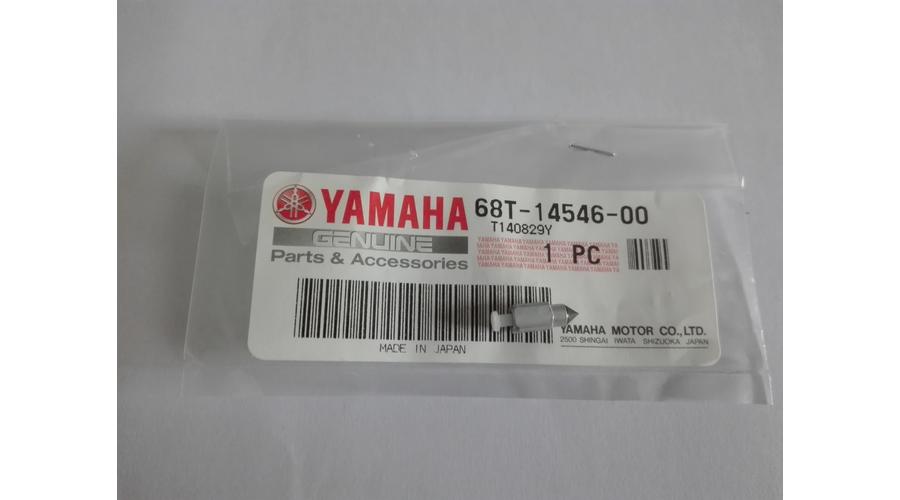 YAMAHA 68T-14546-00
T140829Y
GENUINE
Parts & Accessories
1 PC
MADE IN JAPAN
YAMAHA MOTOR CO., LTD.
2500 SHINGAI IWATA SHIZUOKA JAPAN